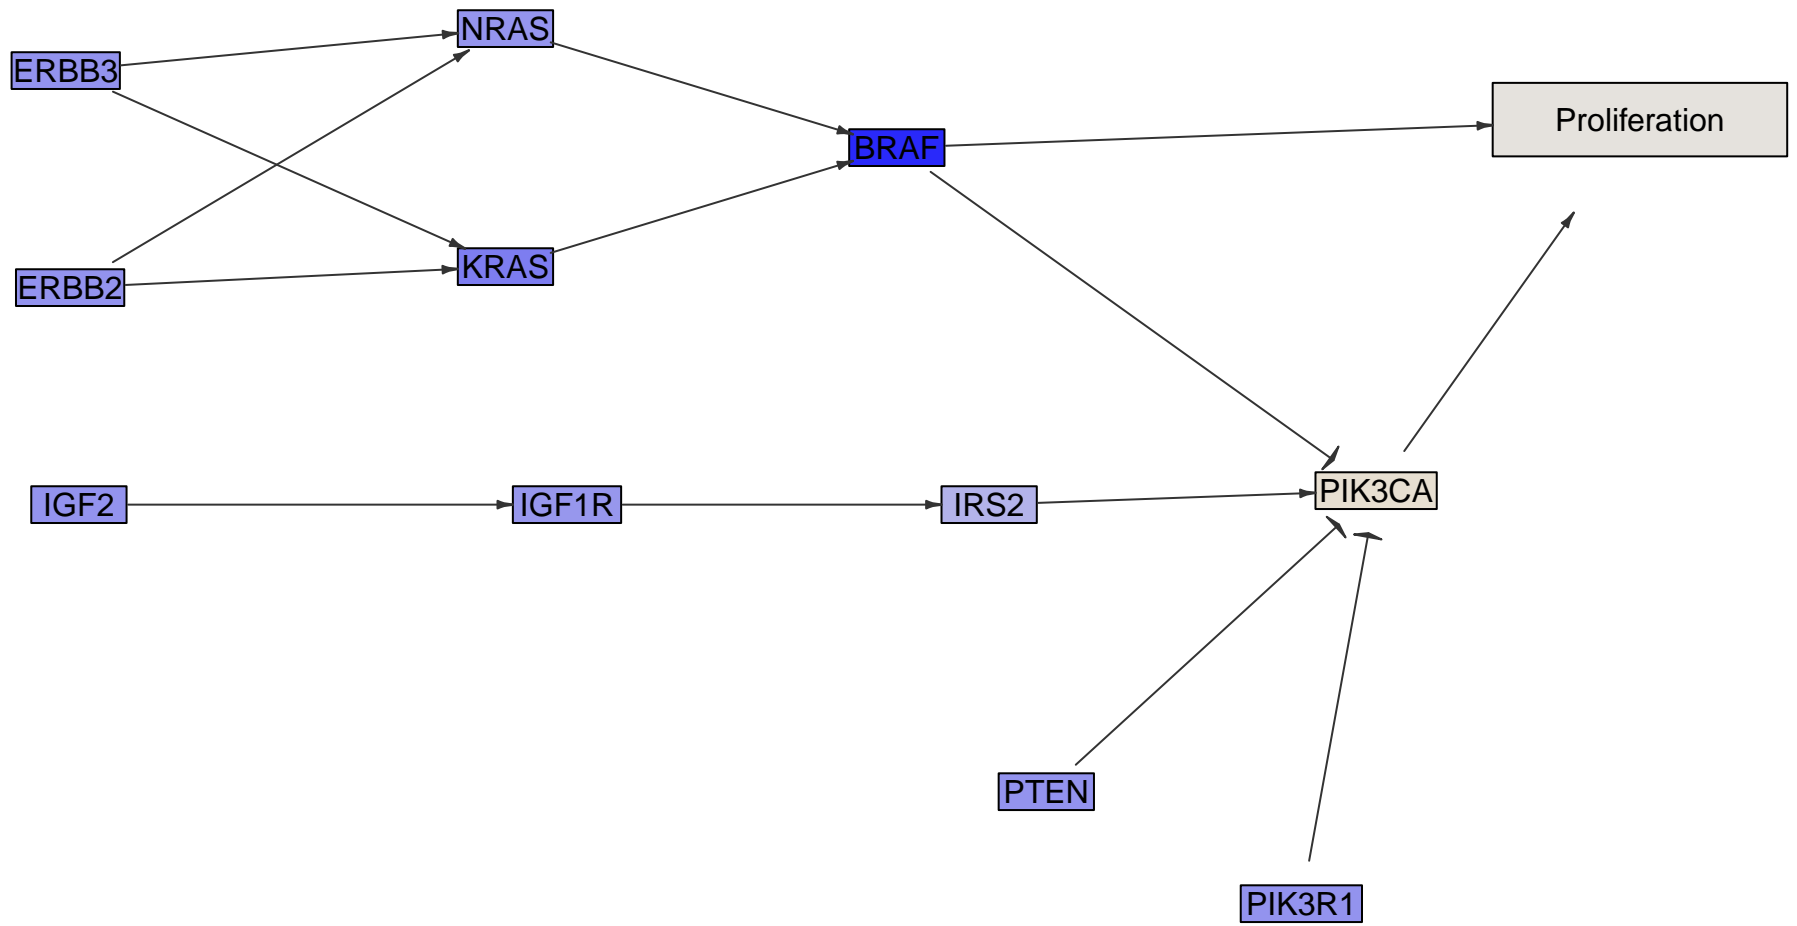 NRAS
ERBB3
Proliferation
BRAF
KRAS
ERBB2
PIK3CA
IGF2
IGF1R
IRS2
PTEN
PIK3R1